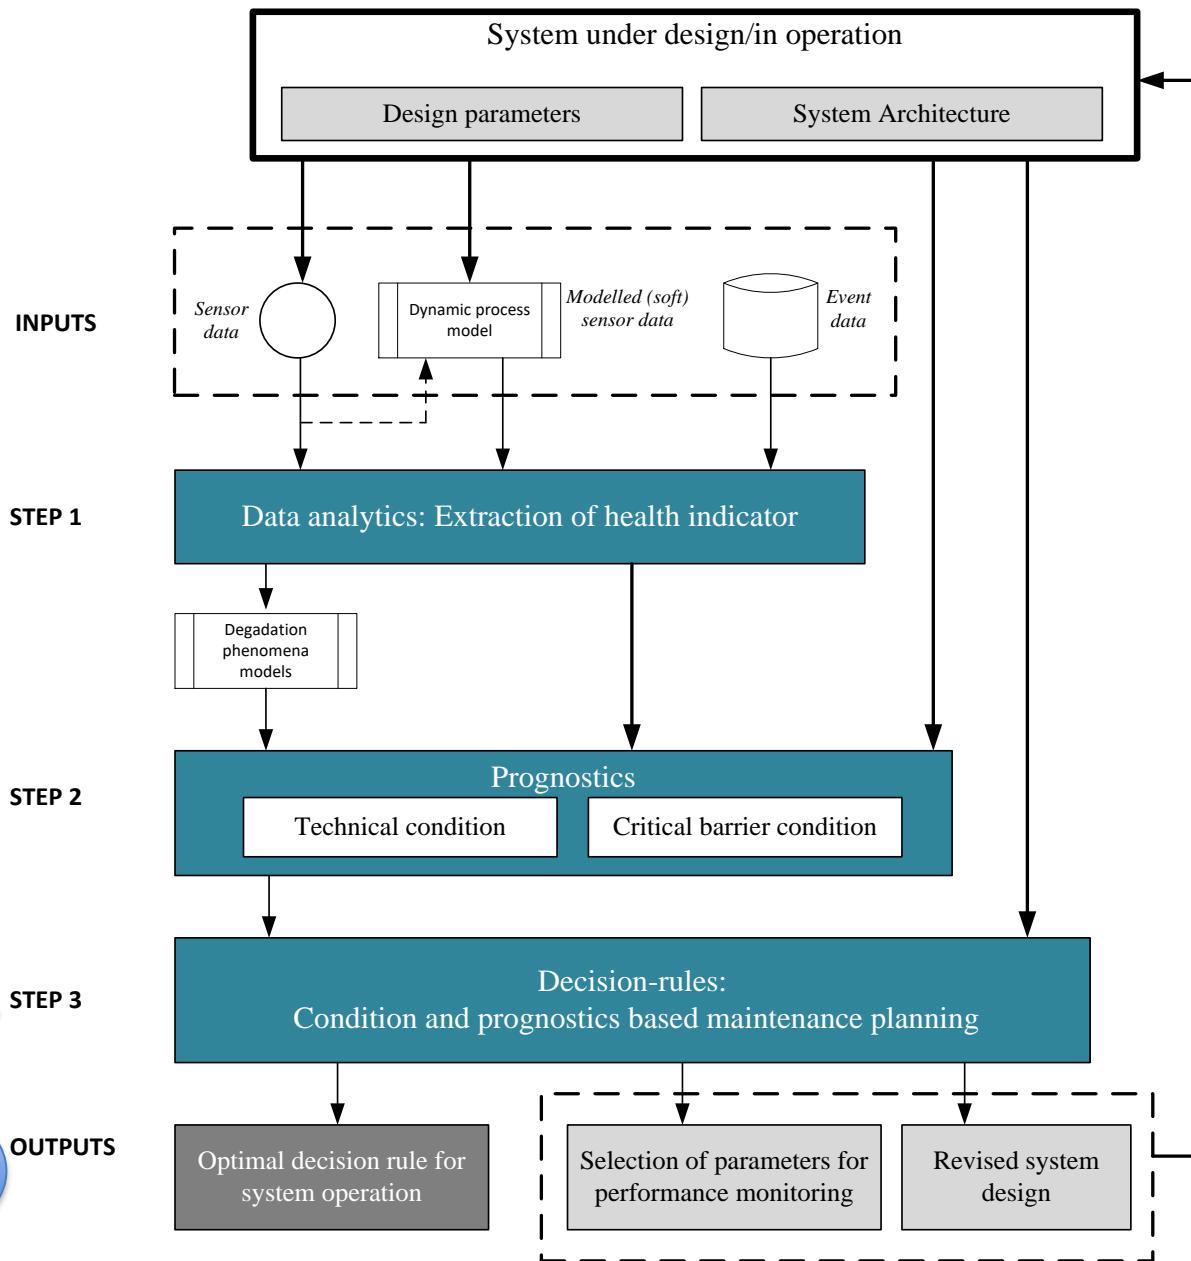 System under design/in operation
Design parameters
System Architecture
INPUTS
Sensor
data
Dynamic process
model
Modelled (soft)
sensor data
Event
data
STEP 1
Data analytics: Extraction of health indicator
Degadation
phenomena
models
STEP 2
Prognostics
Technical condition
Critical barrier condition
STEP 3
Decision-rules:
Condition and prognostics based maintenance planning
OUTPUTS
Optimal decision rule for
system operation
Selection of parameters for
performance monitoring
Revised system
design